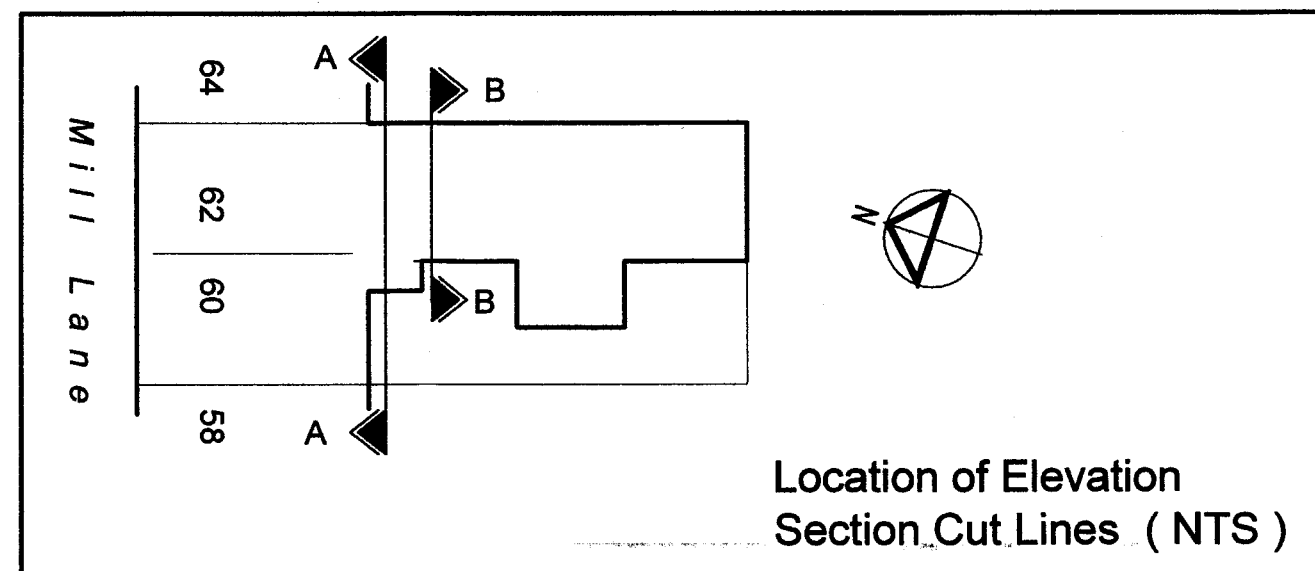 A
B
64
Mill Lane
62
N
60
B
58
A
Location of Elevation
Section Cut Lines ( NTS )